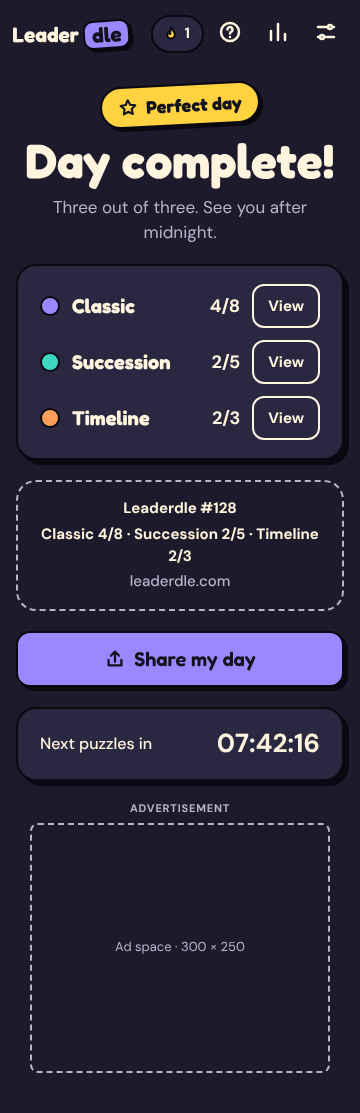 Leader dle 1
Perfect day
Day complete!
Three out of three. See you after
midnight.
Classic 4/8 View
Succession 2/5 View
Timeline 2/3 View
Leaderdle #128
Classic 4/8 · Succession 2/5 · Timeline
2/3
leaderdle.com
Share my day
Next puzzles in 07:42:16
ADVERTISEMENT
Ad space · 300 × 250